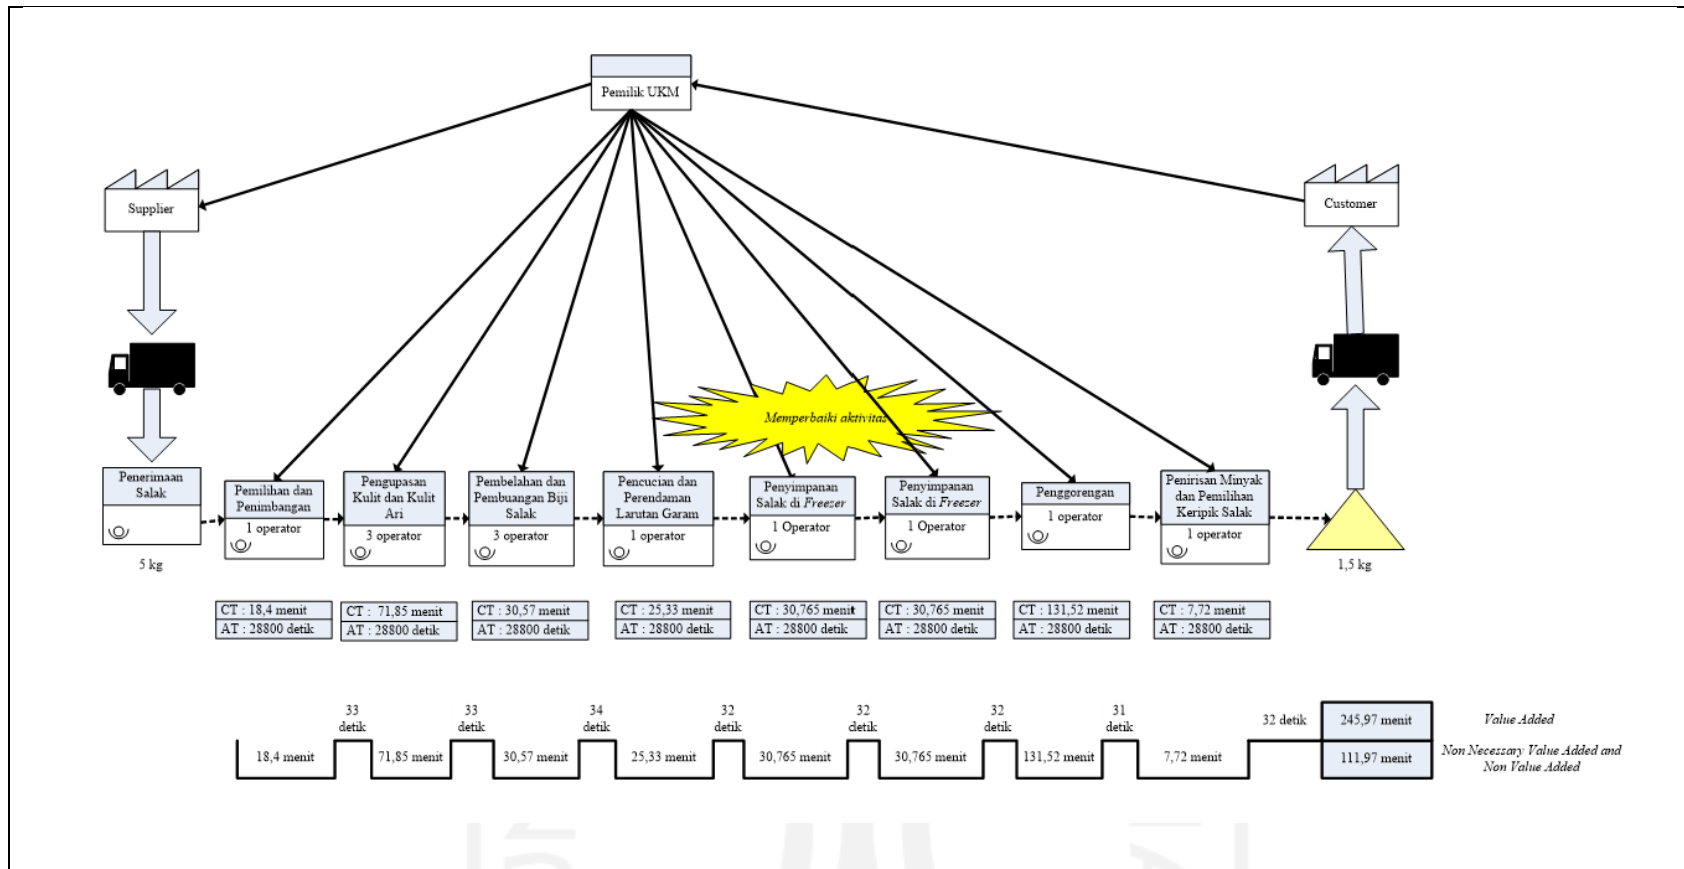 Pemilik UKM
Supplier
Customer
Memperbaiki aktivitas
Penerimaan
Salak
5 kg
Pemilihan dan
Penimbangan
1 operator
Pengupasan
Kulit dan Kulit
Ari
3 operator
Pembelahan dan
Pembuangan Biji
Salak
3 operator
Pencucian dan
Perendaman
Larutan Garam
1 operator
Penyimpanan
Salak di Freezer
1 Operator
Penyimpanan
Salak di Freezer
1 Operator
Penggorengan
1 operator
Penirisan Minyak
dan Pemilihan
Keripik Salak
1 operator
1,5 kg
CT : 18,4 menit
AT : 28800 detik
CT : 71,85 menit
AT : 28800 detik
CT : 30,57 menit
AT : 28800 detik
CT : 25,33 menit
AT : 28800 detik
CT : 30,765 menit
AT : 28800 detik
CT : 30,765 menit
AT : 28800 detik
CT : 131,52 menit
AT : 28800 detik
CT : 7,72 menit
AT : 28800 detik
33
detik
33
detik
34
detik
32
detik
32
detik
32
detik
31
detik
32 detik
245,97 menit
Value Added
18,4 menit
71,85 menit
30,57 menit
25,33 menit
30,765 menit
30,765 menit
131,52 menit
7,72 menit
111,97 menit
Non Necessary Value Added and
Non Value Added